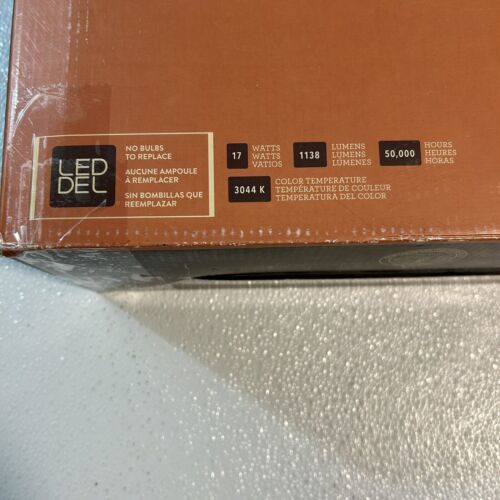 LED
DEL
NO BULBS
TO REPLACE
AUCUNE AMPOULE
À REMPLACER
SIN BOMBILLAS QUE
REEMPLAZAR
17
WATTS
WATTS
VATIOS
1138
LUMENS
LUMENS
LÚMENES
50,000
HOURS
HEURES
HORAS
3044 K
COLOR TEMPERATURE
TEMPÉRATURE DE COULEUR
TEMPERATURA DEL COLOR